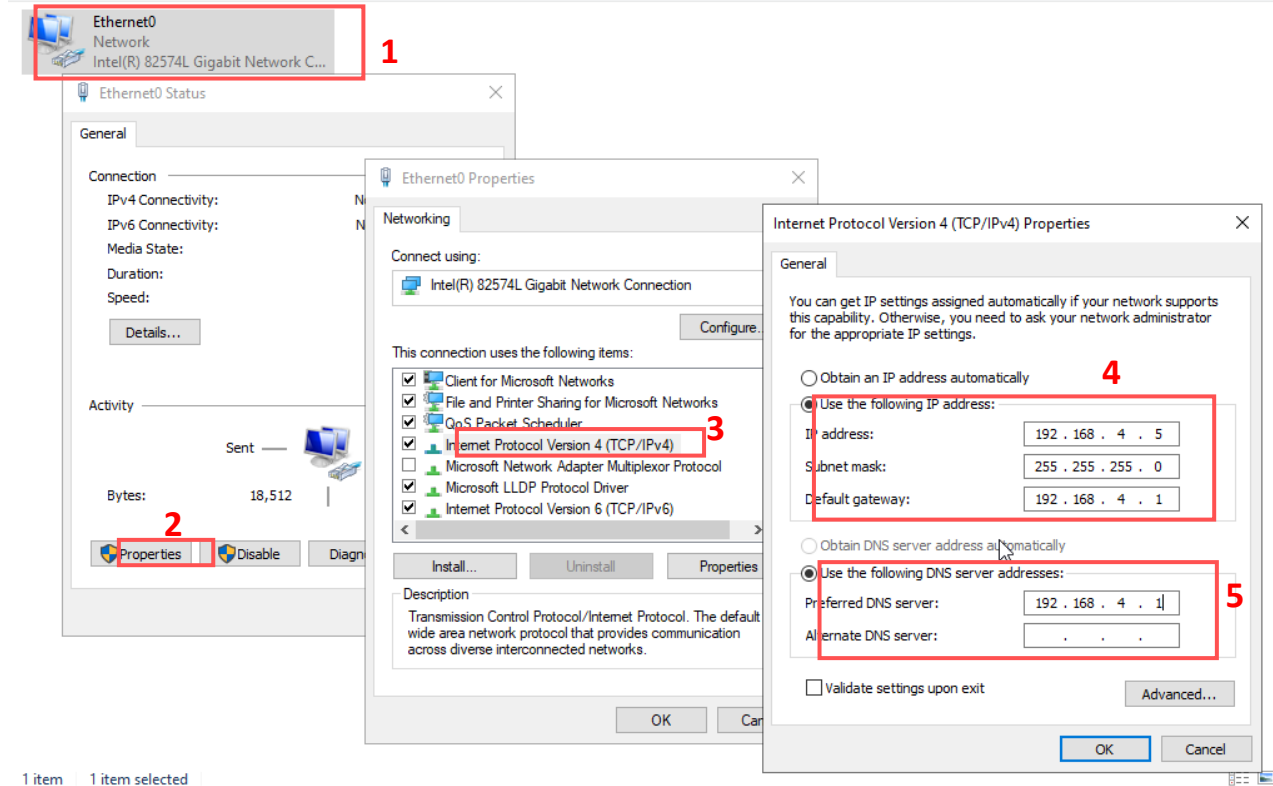 Ethernet0
Network
Intel(R) 82574L Gigabit Network C...
1
Ethernet0 Status
General
Connection
IPv4 Connectivity:
IPv6 Connectivity:
Media State:
Duration:
Speed:
Details...
Activity
Sent
Bytes: 18,512
2
Properties
Disable
Ethernet0 Properties
Networking
Connect using:
Intel(R) 82574L Gigabit Network Connection
Configure..
This connection uses the following items:
Client for Microsoft Networks
File and Printer Sharing for Microsoft Networks
QoS Packet Scheduler
3
Internet Protocol Version 4 (TCP/IPv4)
Microsoft Network Adapter Multiplexor Protocol
Microsoft LLDP Protocol Driver
Internet Protocol Version 6 (TCP/IPv6)
Install...
Uninstall
Properties
Description
Transmission Control Protocol/Internet Protocol. The default
wide area network protocol that provides communication
across diverse interconnected networks.
OK
Internet Protocol Version 4 (TCP/IPv4) Properties
General
You can get IP settings assigned automatically if your network supports
this capability. Otherwise, you need to ask your network administrator
for the appropriate IP settings.
Obtain an IP address automatically
4
Use the following IP address:
IP address: 192 . 168 . 4 . 5
Subnet mask: 255 . 255 . 255 . 0
Default gateway: 192 . 168 . 4 . 1
Obtain DNS server address automatically
Use the following DNS server addresses:
5
Preferred DNS server: 192 . 168 . 4 . 1
Alternate DNS server: . . .
Validate settings upon exit
Advanced...
OK
Cancel
1 item
1 item selected